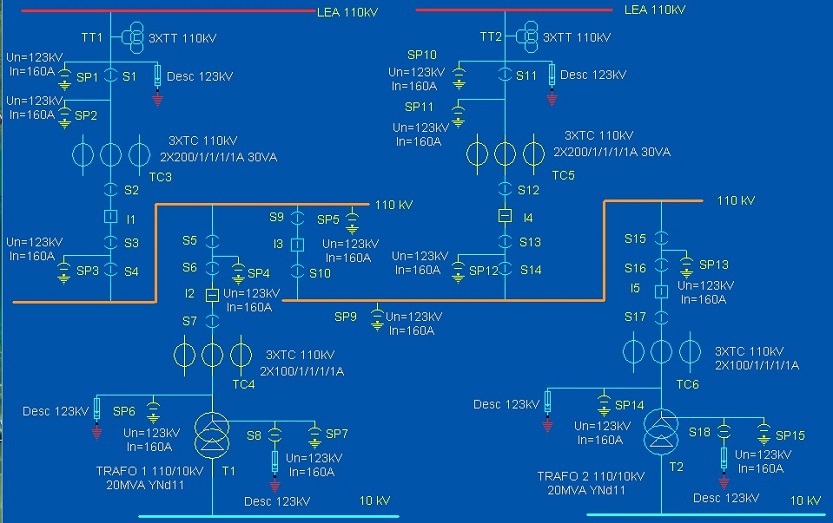 LEA 110kV
LEA 110kV
TT1
3XTT 110kV
TT2
3XTT 110kV
Un=123kV
In=160A
SP1
S1
Desc 123kV
SP10
Un=123kV
In=160A
S11
Desc 123kV
Un=123kV
In=160A
SP2
SP11
Un=123kV
In=160A
3XTC 110kV
2X200/1/1/1/1A 30VA
TC3
3XTC 110kV
2X200/1/1/1/1A 30VA
TC5
S2
S12
110 kV
110 kV
I1
S9
SP5
I4
Un=123kV
In=160A
S3
S5
I3
Un=123kV
In=160A
S13
S15
Un=123kV
In=160A
SP3
S4
S6
SP4
S10
SP12
S14
S16
SP13
I2
Un=123kV
In=160A
I5
Un=123kV
In=160A
S7
SP9
Un=123kV
In=160A
S17
3XTC 110kV
2X100/1/1/1/1A
TC4
3XTC 110kV
2X100/1/1/1/1A
TC6
Desc 123kV
SP6
Un=123kV
In=160A
S8
SP7
Un=123kV
In=160A
Desc 123kV
SP14
Un=123kV
In=160A
S18
SP15
Un=123kV
In=160A
TRAFO 1 110/10kV
20MVA YNd11
T1
TRAFO 2 110/10kV
20MVA YNd11
T2
Desc 123kV
10 kV
Desc 123kV
10 kV